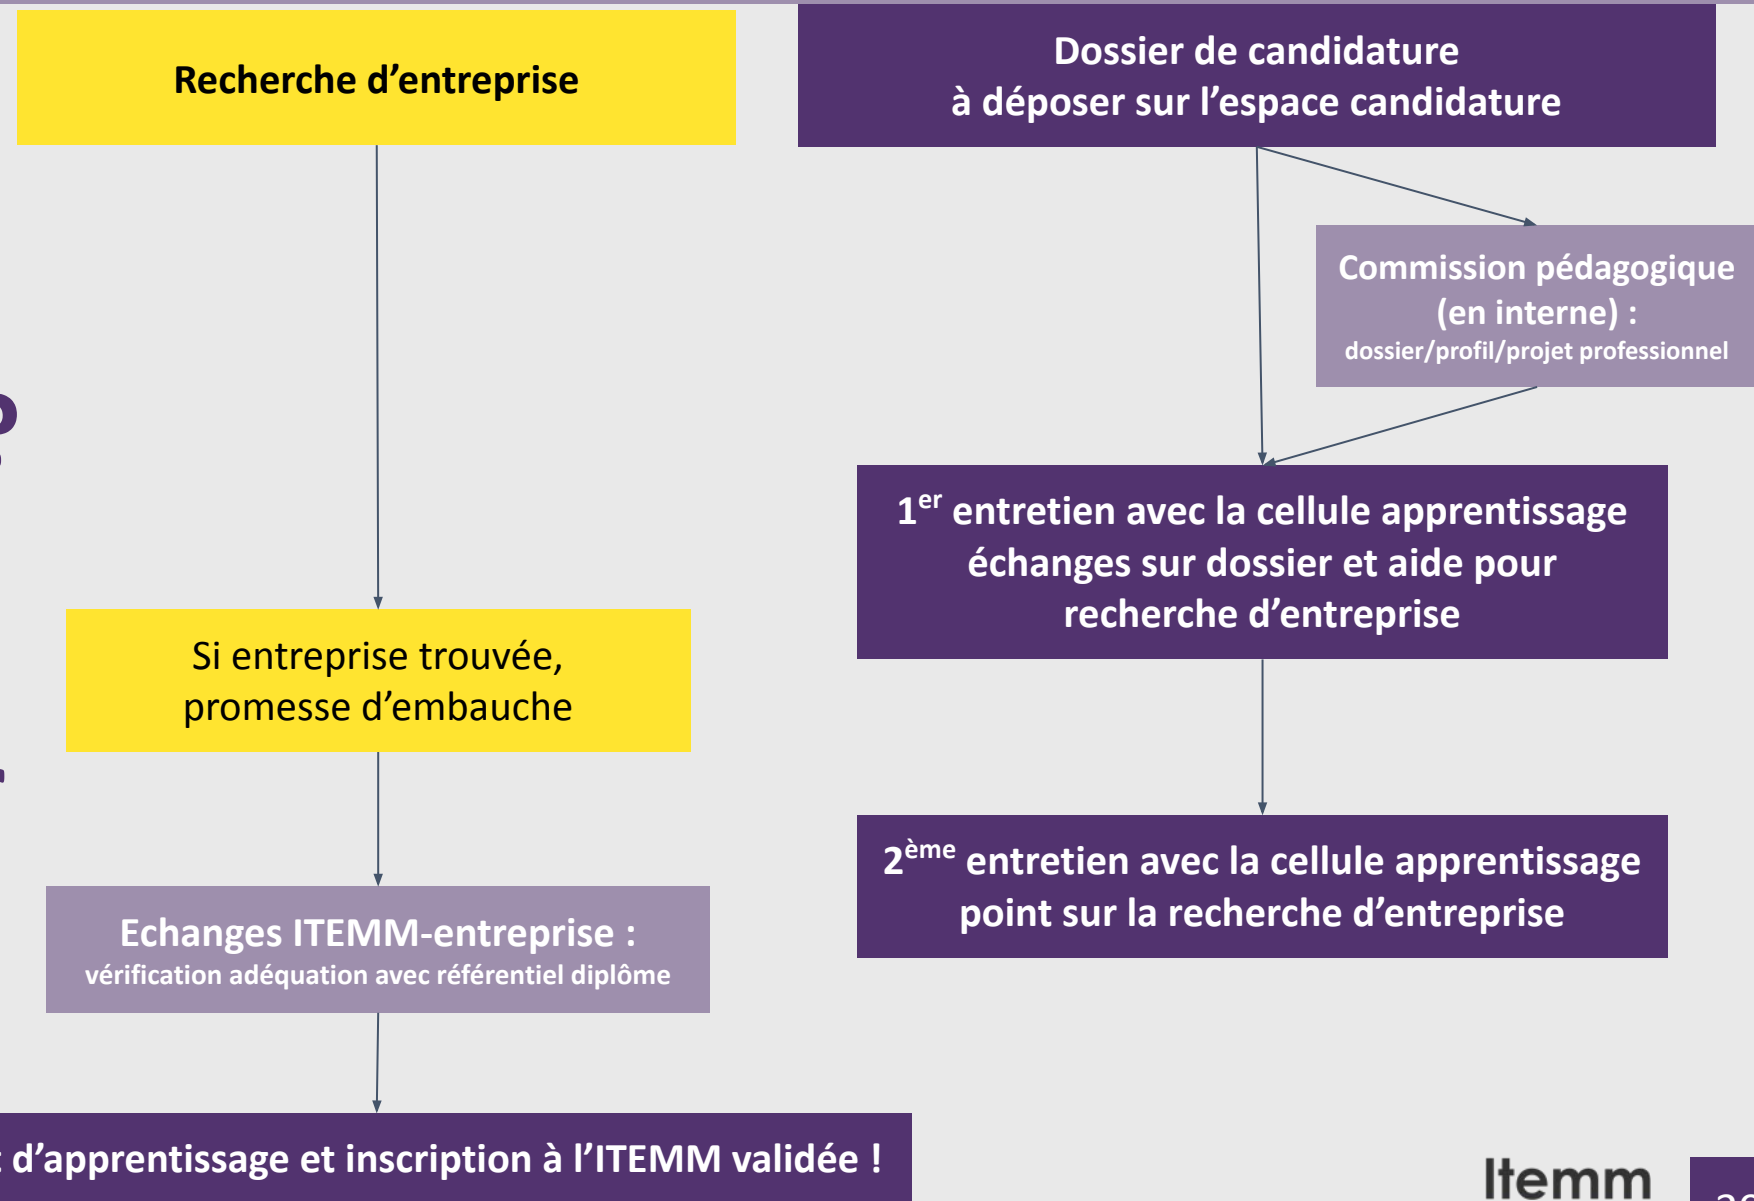 Recherche d’entreprise
Dossier de candidature
à déposer sur l’espace candidature
Commission pédagogique
(en interne) :
dossier/profil/projet professionnel
1er entretien avec la cellule apprentissage
échanges sur dossier et aide pour
recherche d’entreprise
Si entreprise trouvée,
promesse d’embauche
2ème entretien avec la cellule apprentissage
point sur la recherche d’entreprise
Echanges ITEMM-entreprise :
vérification adéquation avec référentiel diplôme
d’apprentissage et inscription à l’ITEMM validée !
Itemm